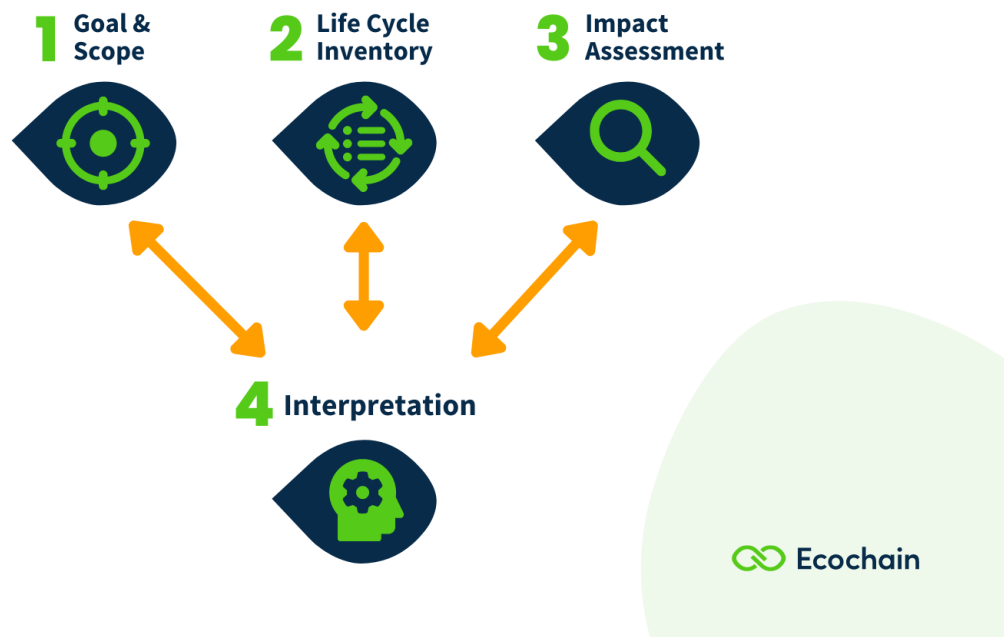 1 Goal &
Scope
2 Life Cycle
Inventory
3 Impact
Assessment
4 Interpretation
Ecochain